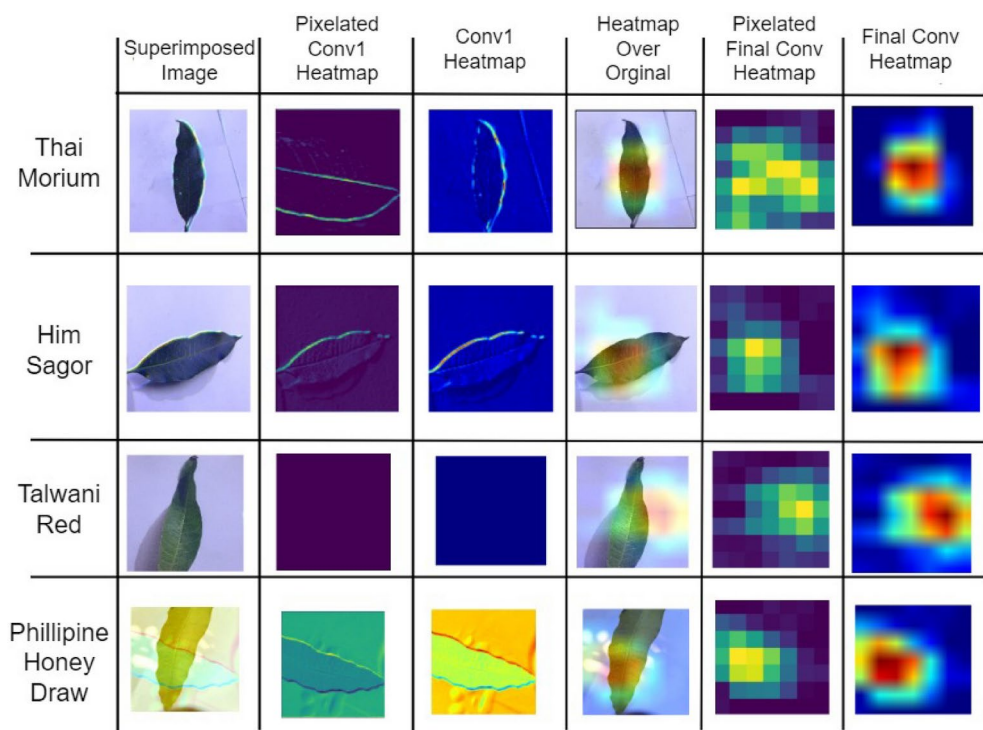 Superimposed
Image
Pixelated
Conv1
Heatmap
Conv1
Heatmap
Heatmap
Over
Orginal
Pixelated
Final Conv
Heatmap
Final Conv
Heatmap
Thai
Morium
Him
Sagor
Talwani
Red
Phillipine
Honey
Draw